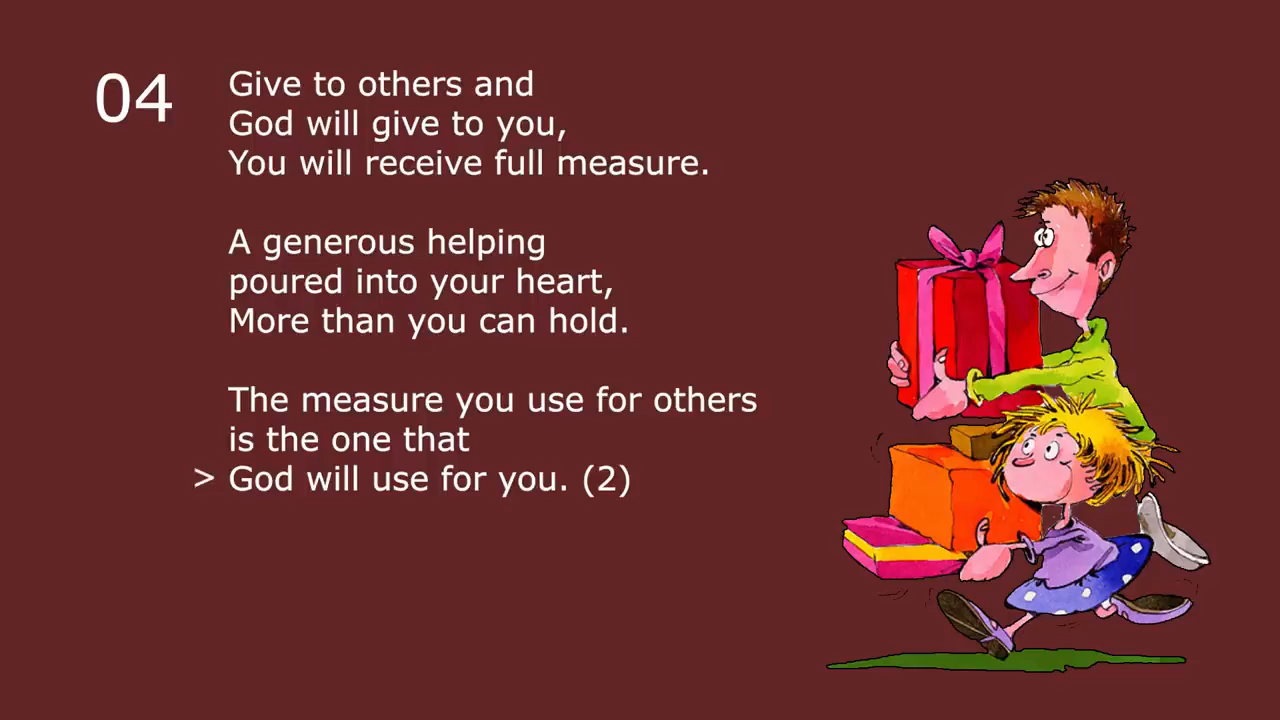 04
Give to others and
God will give to you,
You will receive full measure.
A generous helping
poured into your heart,
More than you can hold.
The measure you use for others
is the one that
> God will use for you. (2)